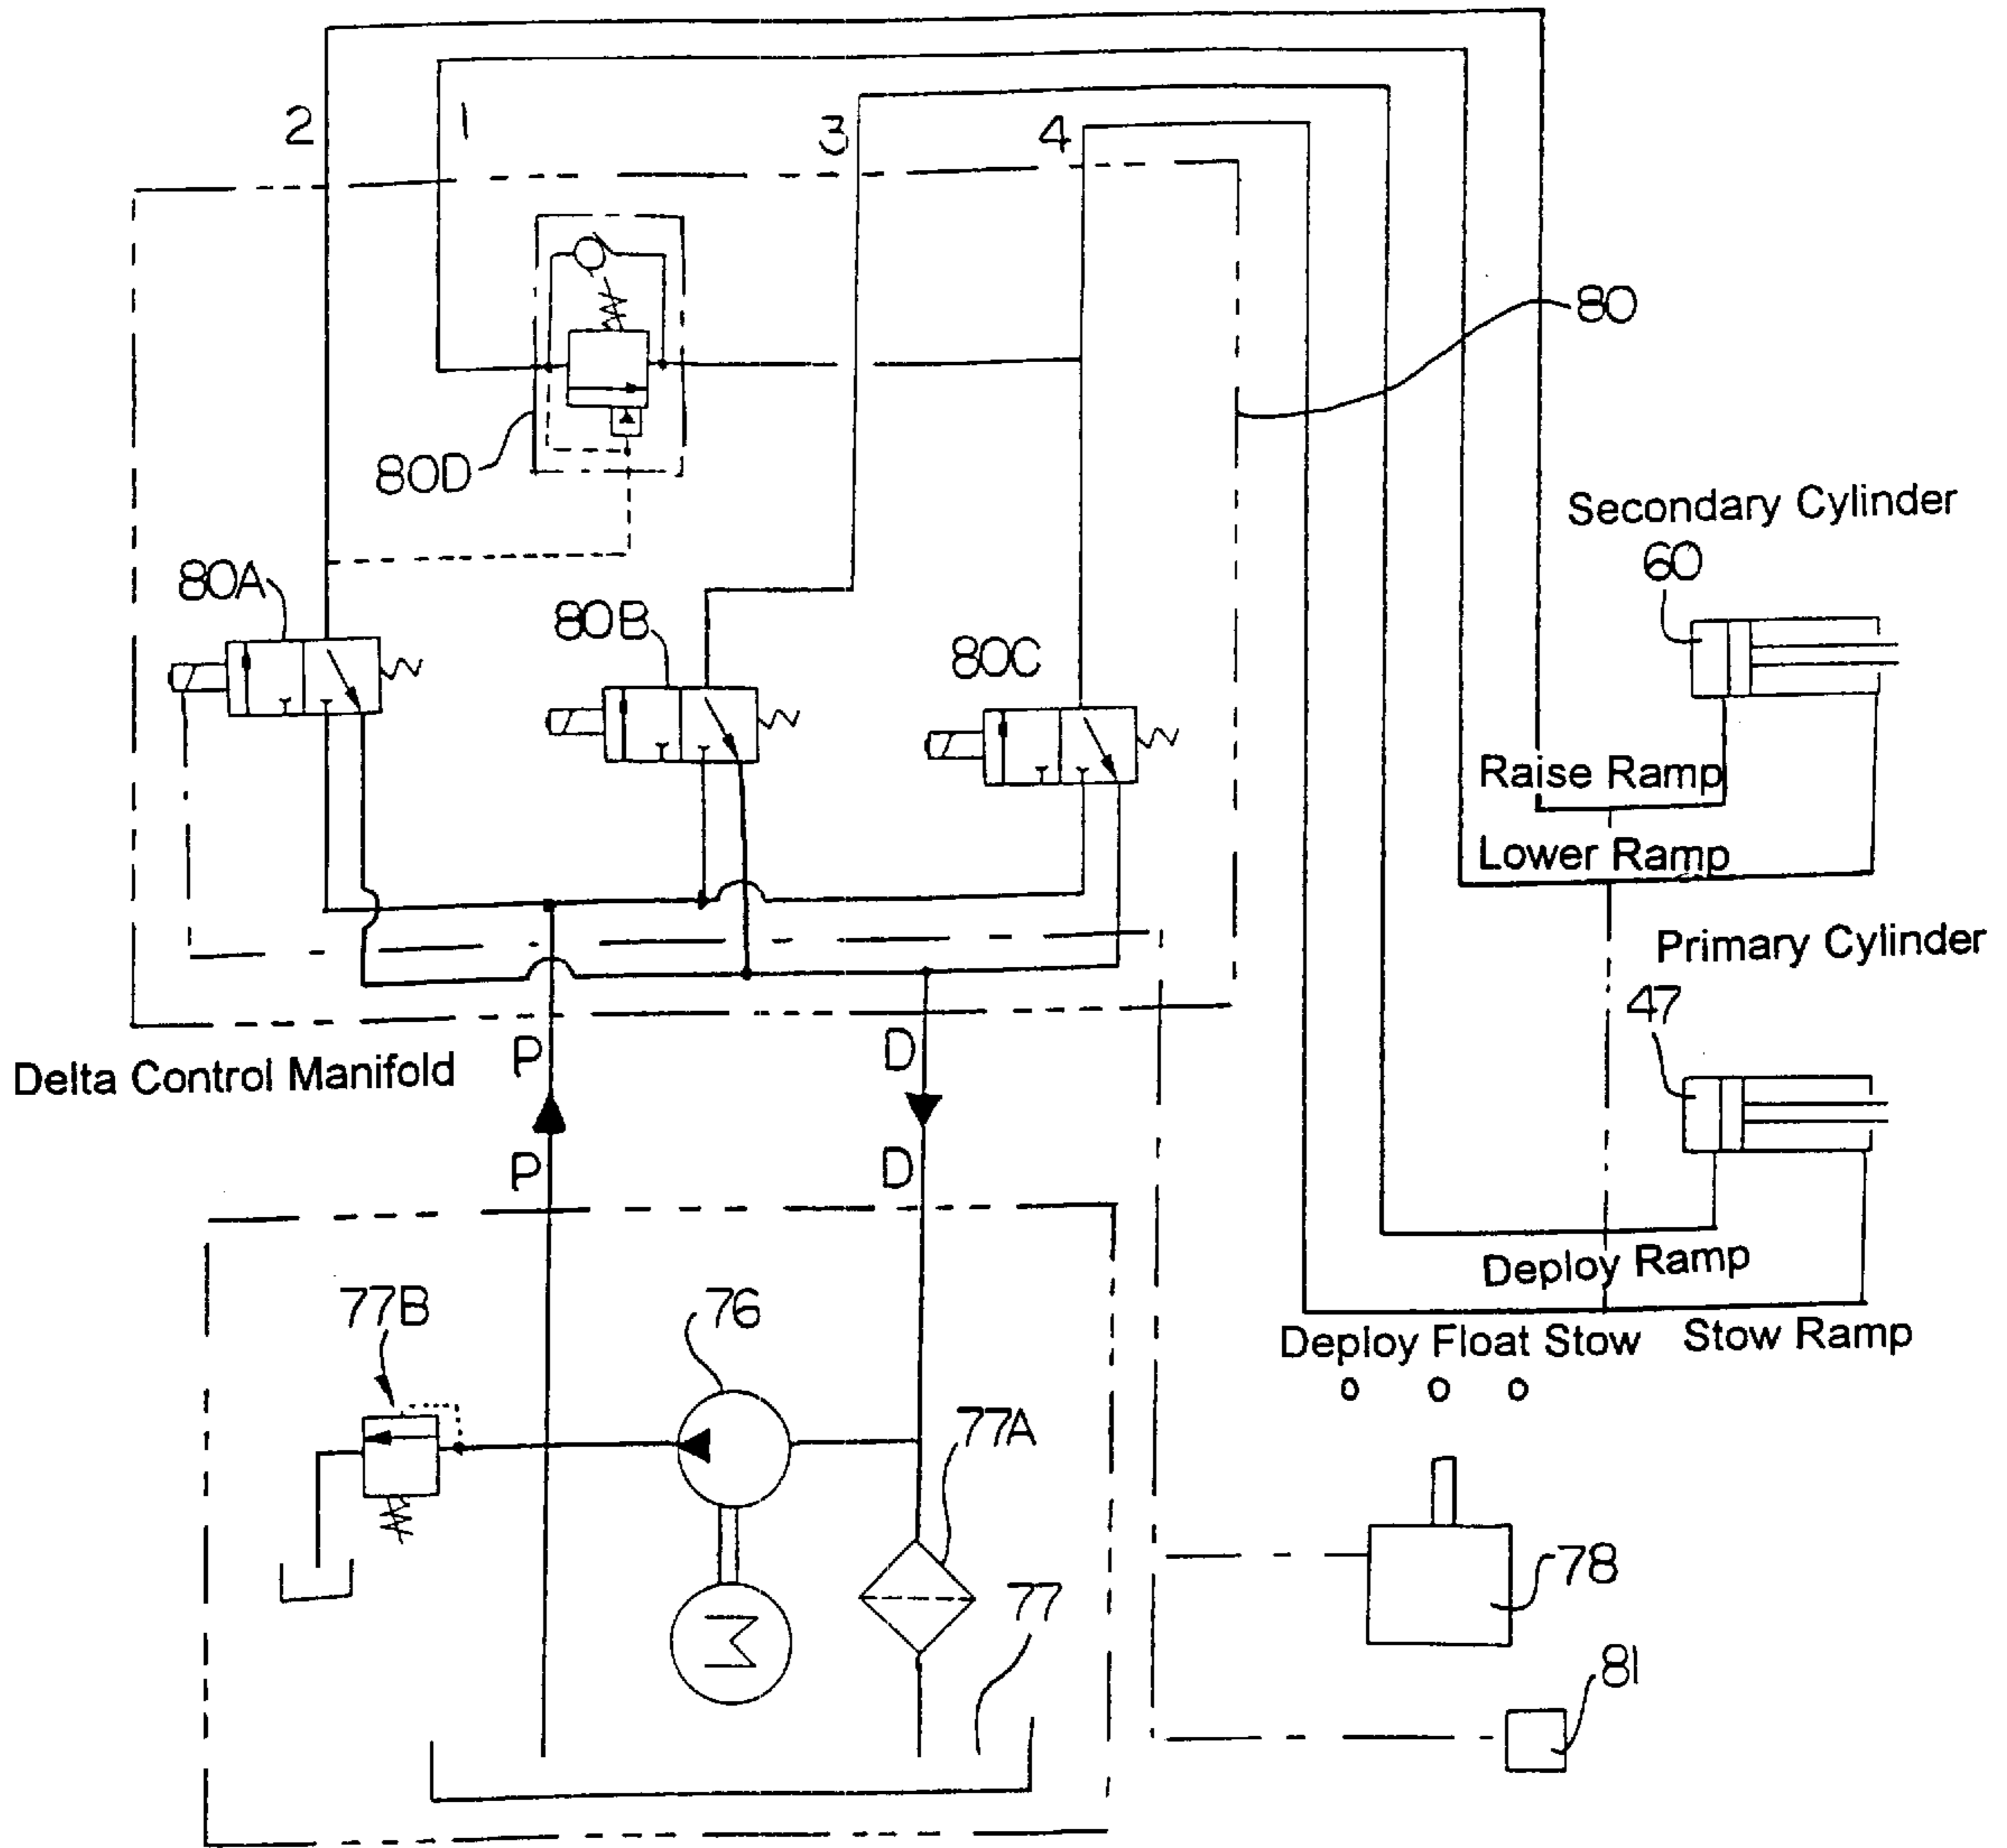 2
1
3
4
80
80D
Secondary Cylinder
60
80A
80B
80C
Raise Ramp
Lower Ramp
Primary Cylinder
47
Delta Control Manifold
P
D
P
D
Deploy Ramp
77B
76
Deploy Float Stow
Stow Ramp
77A
M
78
77
81